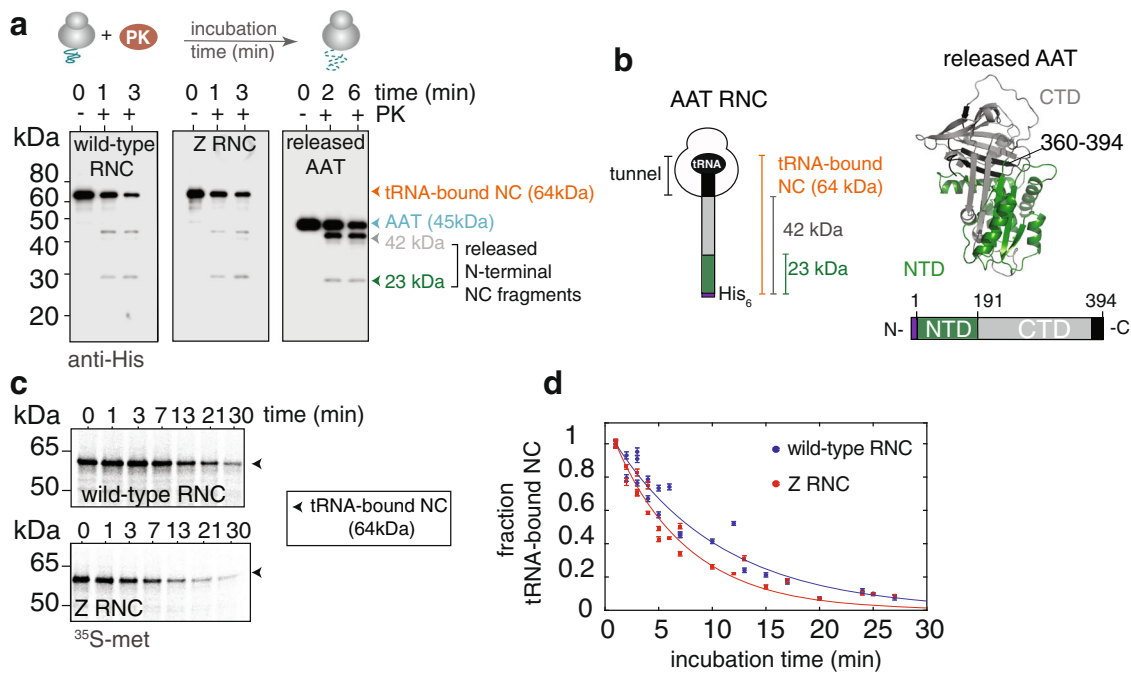 a
+ PK
incubation
time (min)
0 1 3 0 1 3 0 2 6 time (min)
- + + - + + - + + PK
kDa
80
60
50
40
30
20
wild-type
RNC
Z RNC
released
AAT
tRNA-bound NC (64kDa)
AAT (45kDa)
42 kDa
23 kDa
released
N-terminal
NC fragments
anti-His
b
AAT RNC
tRNA
tunnel
tRNA-bound
NC (64 kDa)
42 kDa
23 kDa
His6
released AAT
CTD
360-394
NTD
1 191 394
N- NTD CTD -C
c
kDa 0 1 3 7 13 21 30 time (min)
65
50
wild-type RNC
kDa 0 1 3 7 13 21 30
65
50
Z RNC
35S-met
tRNA-bound NC
(64kDa)
d
fraction
tRNA-bound NC
1
0.8
0.6
0.4
0.2
0
wild-type RNC
Z RNC
0 5 10 15 20 25 30
incubation time (min)